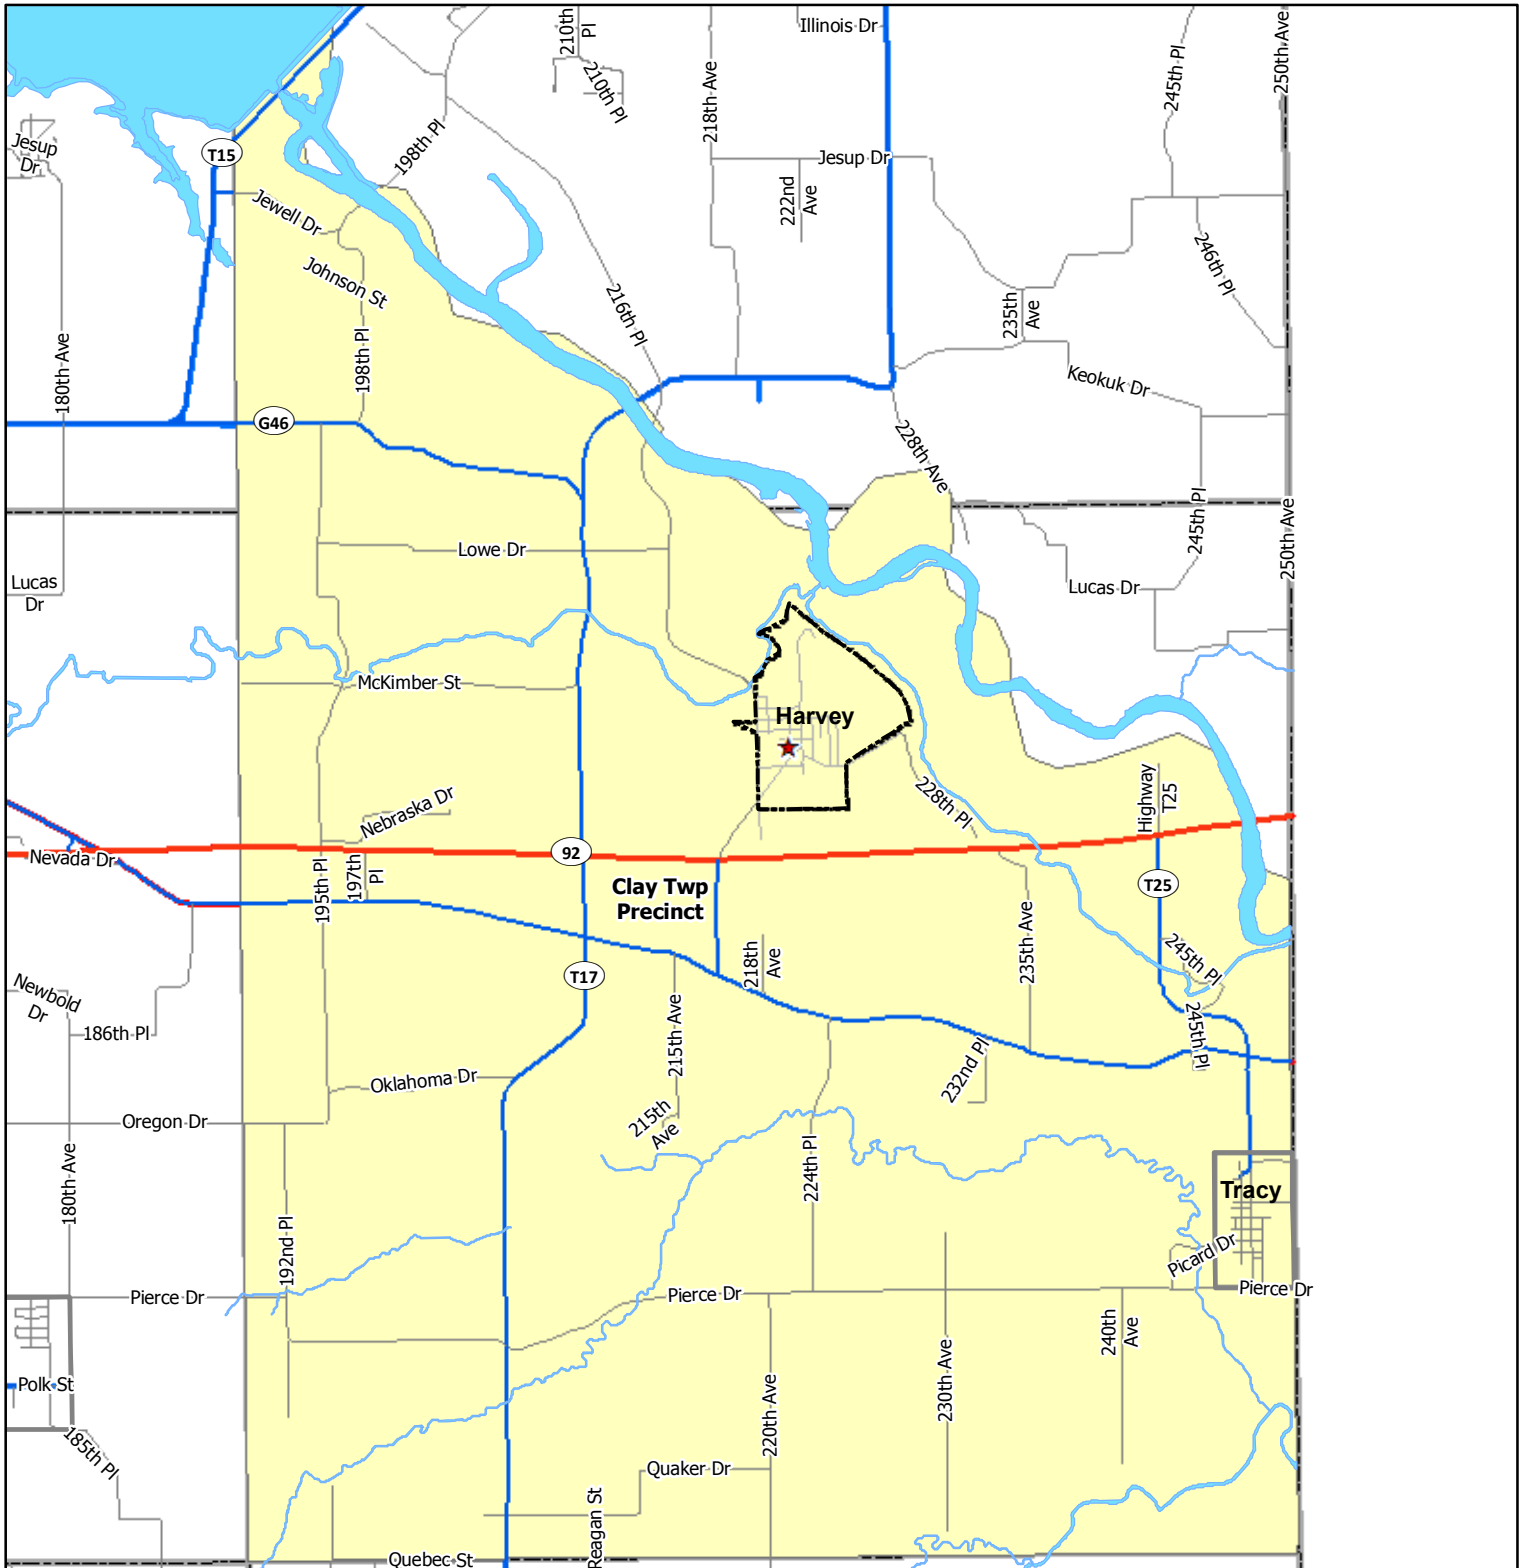 210th
Pl
Illinois Dr
250th Ave
245th Pl
218th Ave
210th Pl
198th Pl
Jesup
Dr
T15
Jesup Dr
222nd
Ave
Jewell Dr
246th Pl
Johnson St
216th Pl
235th
Ave
180th Ave
198th Pl
Keokuk Dr
G46
228th Ave
245th Pl
250th Ave
Lowe Dr
Lucas
Dr
Lucas Dr
McKimber St
Harvey
228th Pl
Highway
T25
Nebraska Dr
92
Nevada Dr
195th Pl
197th
Pl
Clay Twp
Precinct
T25
235th Ave
218th
Ave
245th Pl
T17
Newbold
Dr
186th Pl
215th Ave
245th Pl
232nd Pl
Oklahoma Dr
Oregon Dr
215th
Ave
180th Ave
224th Pl
Tracy
192nd Pl
Picard Dr
Pierce Dr
Pierce Dr
Pierce Dr
240th
Ave
230th Ave
220th Ave
Polk St
185th Pl
Quaker Dr
Reagan St
Quebec St